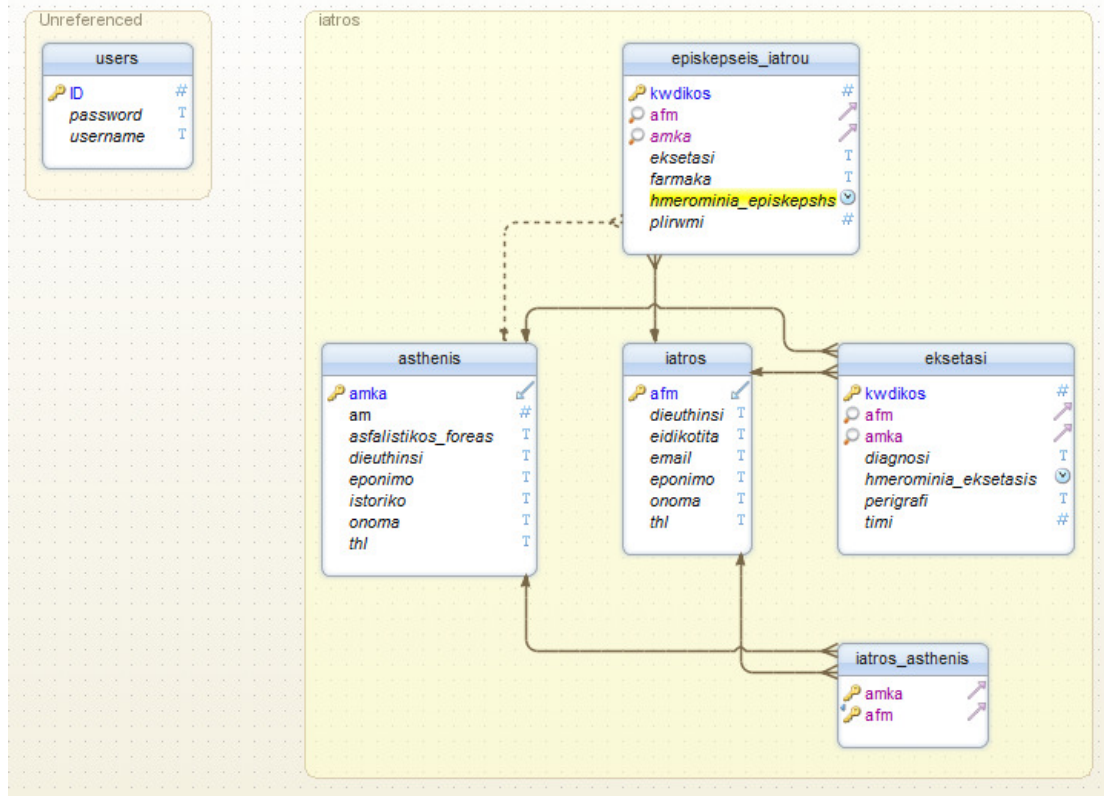 Unreferenced
users
ID #
password T
username T
iatros
episkepseis_iatrou
kwdikos #
afm
amka
eksetasi T
farmaka T
hmerominia_episkepshs
plirwmi #
asthenis
amka
am #
asfalistikos_foreas T
dieuthinsi T
eponimo T
istoriko T
onoma T
thl T
iatros
afm
dieuthinsi T
eidikotita T
email T
eponimo T
onoma T
thl T
eksetasi
kwdikos #
afm
amka
diagnosi T
hmerominia_eksetasis
perigrafi T
timi #
iatros_asthenis
amka
afm